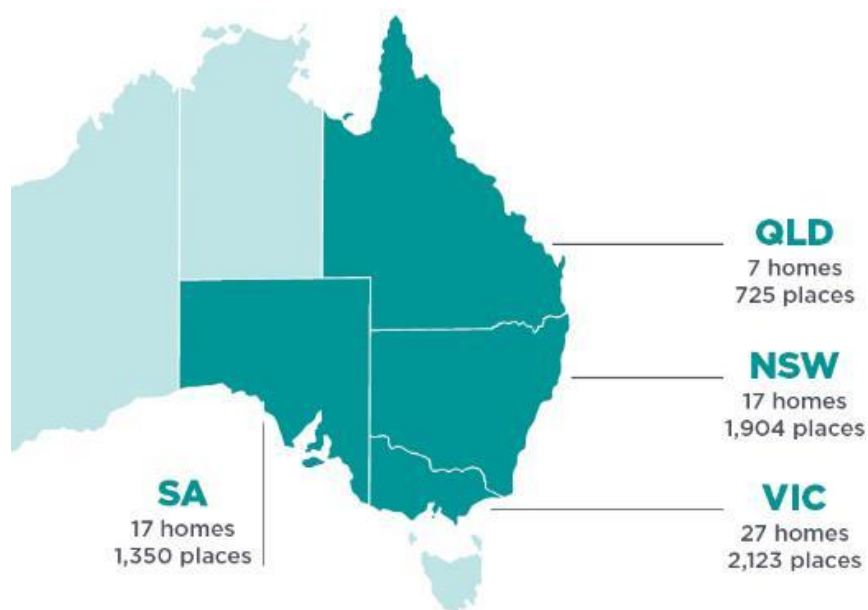 QLD
7 homes
725 places
NSW
17 homes
1,904 places
SA
17 homes
1,350 places
VIC
27 homes
2,123 places